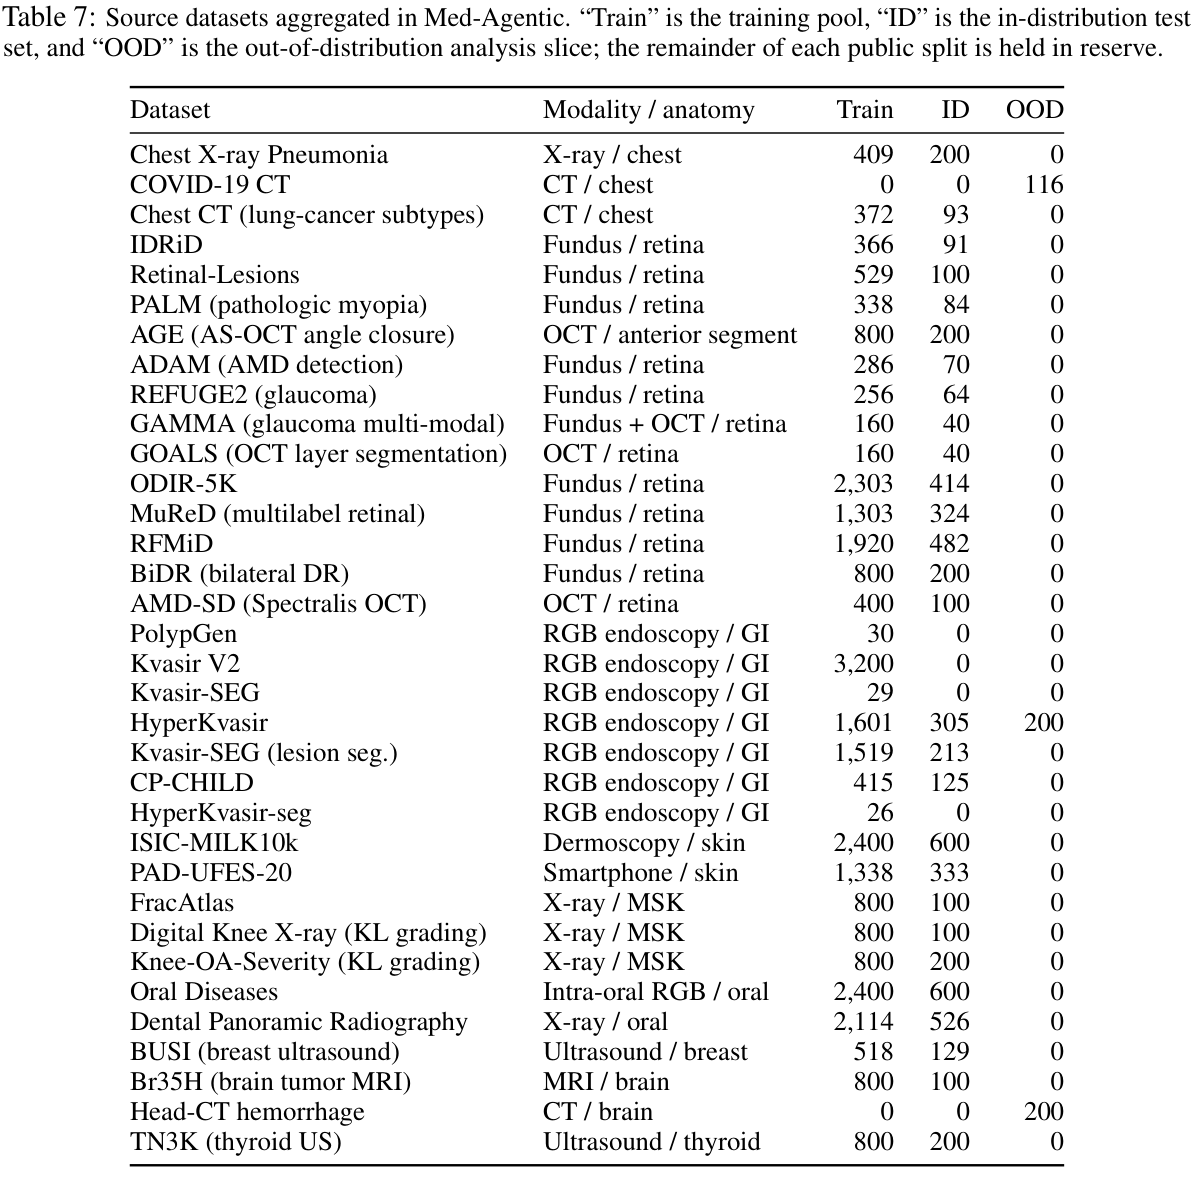 Table 7: Source datasets aggregated in Med-Agentic. “Train” is the training pool, “ID” is the in-distribution test
set, and “OOD” is the out-of-distribution analysis slice; the remainder of each public split is held in reserve.
Dataset Modality / anatomy Train ID OOD
Chest X-ray Pneumonia X-ray / chest 409 200 0
COVID-19 CT CT / chest 0 0 116
Chest CT (lung-cancer subtypes) CT / chest 372 93 0
IDRiD Fundus / retina 366 91 0
Retinal-Lesions Fundus / retina 529 100 0
PALM (pathologic myopia) Fundus / retina 338 84 0
AGE (AS-OCT angle closure) OCT / anterior segment 800 200 0
ADAM (AMD detection) Fundus / retina 286 70 0
REFUGE2 (glaucoma) Fundus / retina 256 64 0
GAMMA (glaucoma multi-modal) Fundus + OCT / retina 160 40 0
GOALS (OCT layer segmentation) OCT / retina 160 40 0
ODIR-5K Fundus / retina 2,303 414 0
MuReD (multilabel retinal) Fundus / retina 1,303 324 0
RFMiD Fundus / retina 1,920 482 0
BiDR (bilateral DR) Fundus / retina 800 200 0
AMD-SD (Spectralis OCT) OCT / retina 400 100 0
PolypGen RGB endoscopy / GI 30 0 0
Kvasir V2 RGB endoscopy / GI 3,200 0 0
Kvasir-SEG RGB endoscopy / GI 29 0 0
HyperKvasir RGB endoscopy / GI 1,601 305 200
Kvasir-SEG (lesion seg.) RGB endoscopy / GI 1,519 213 0
CP-CHILD RGB endoscopy / GI 415 125 0
HyperKvasir-seg RGB endoscopy / GI 26 0 0
ISIC-MILK10k Dermoscopy / skin 2,400 600 0
PAD-UFES-20 Smartphone / skin 1,338 333 0
FracAtlas X-ray / MSK 800 100 0
Digital Knee X-ray (KL grading) X-ray / MSK 800 100 0
Knee-OA-Severity (KL grading) X-ray / MSK 800 200 0
Oral Diseases Intra-oral RGB / oral 2,400 600 0
Dental Panoramic Radiography X-ray / oral 2,114 526 0
BUSI (breast ultrasound) Ultrasound / breast 518 129 0
Br35H (brain tumor MRI) MRI / brain 800 100 0
Head-CT hemorrhage CT / brain 0 0 200
TN3K (thyroid US) Ultrasound / thyroid 800 200 0